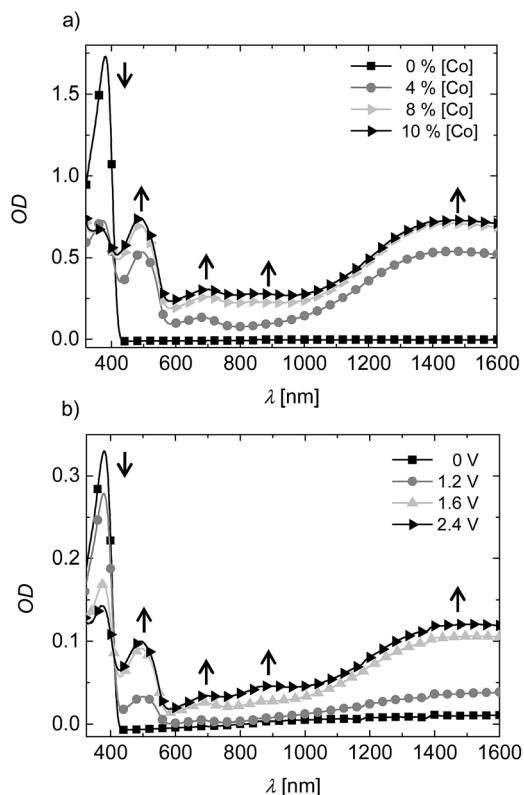 a)
0 % [Co]
4 % [Co]
8 % [Co]
10 % [Co]
1.5
1.0
0.5
0.0
OD
400 600 800 1000 1200 1400 1600
λ [nm]
b)
0 V
1.2 V
1.6 V
2.4 V
0.3
0.2
0.1
0.0
OD
400 600 800 1000 1200 1400 1600
λ [nm]